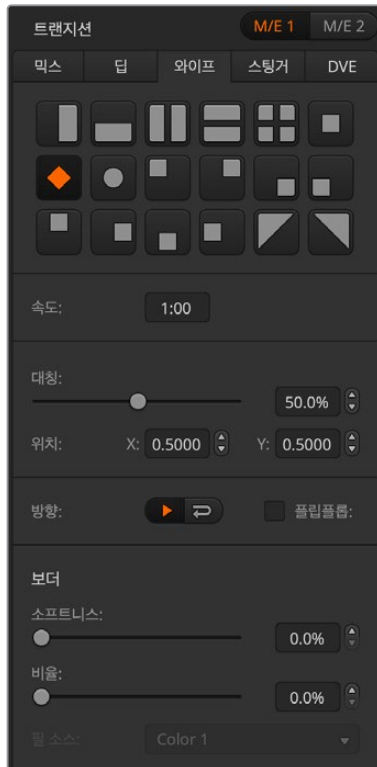 트랜지션 M/E 1 M/E 2
믹스 딥 와이프 스팅거 DVE
속도: 1:00
대칭:
50.0%
위치: X: 0.5000 Y: 0.5000
방향: 플립플롭:
보더
소프트니스:
0.0%
비율:
0.0%
필 소스: Color 1